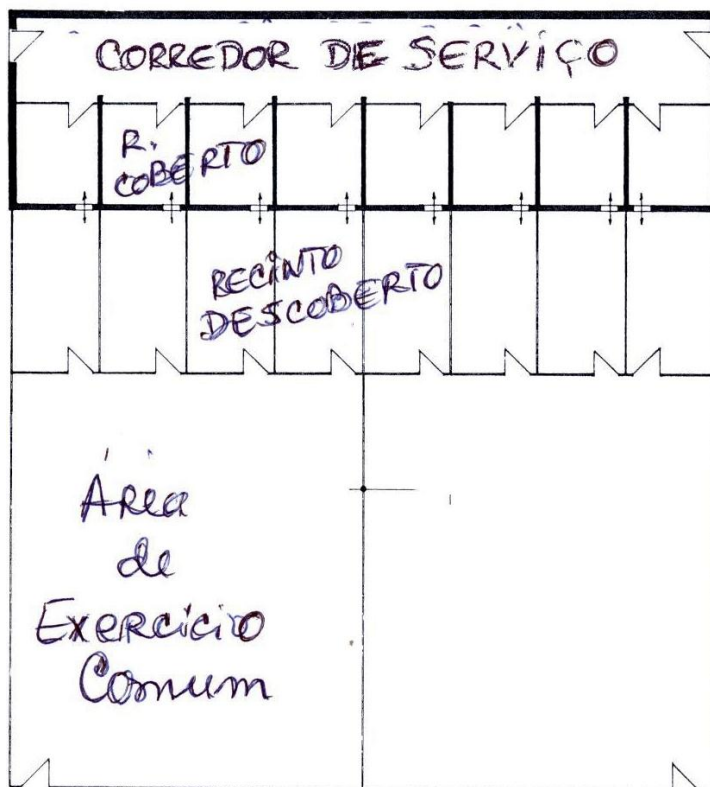 CORREDOR DE SERVIÇO
R.
COBERTO
RECINTO
DESCOBERTO
Área
de
Exercício
Comum